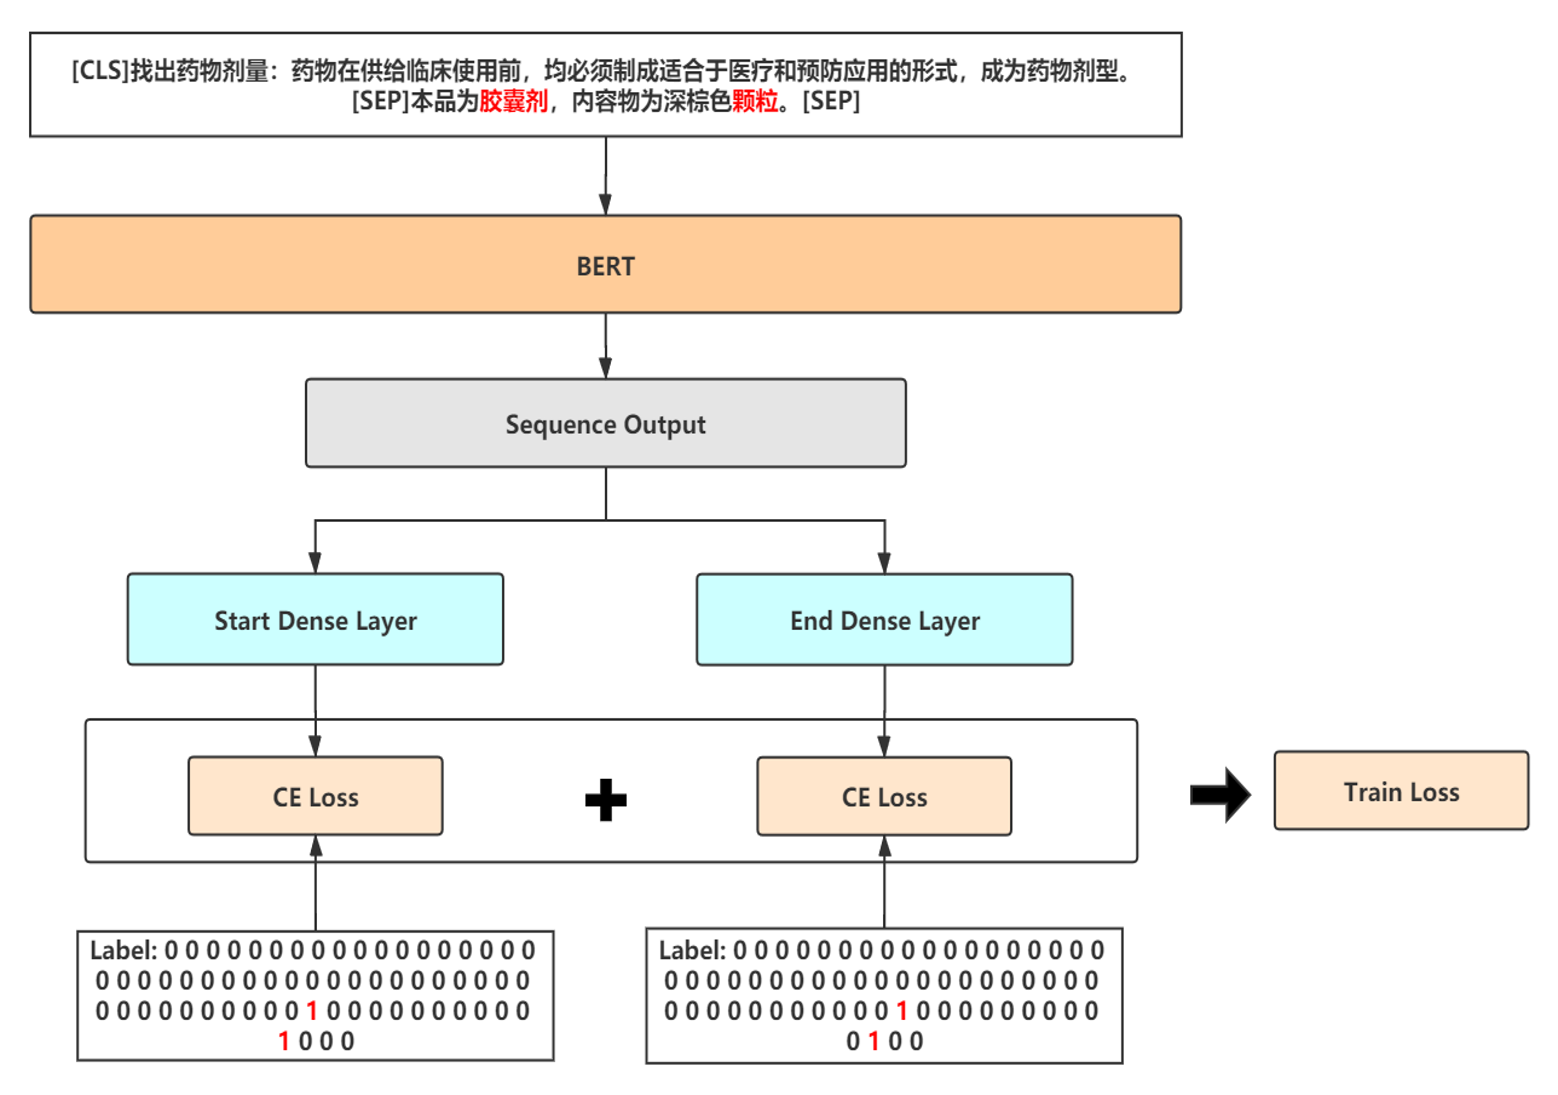 [CLS]找出药物剂量：药物在供给临床使用前，均必须制成适合于医疗和预防应用的形式，成为药物剂型。
[SEP]本品为胶囊剂，内容物为深棕色颗粒。[SEP]
BERT
Sequence Output
Start Dense Layer
End Dense Layer
CE Loss
+
CE Loss
Train Loss
Label: 0 0 0 0 0 0 0 0 0 0 0 0 0 0 0 0 0 0
0 0 0 0 0 0 0 0 0 0 0 0 0 0 0 0 0 0 0 0 0
0 0 0 0 0 0 0 0 0 0 1 0 0 0 0 0 0 0 0 0 0
1 0 0 0
Label: 0 0 0 0 0 0 0 0 0 0 0 0 0 0 0 0 0 0
0 0 0 0 0 0 0 0 0 0 0 0 0 0 0 0 0 0 0 0 0
0 0 0 0 0 0 0 0 0 0 0 1 0 0 0 0 0 0 0 0 0
0 1 0 0